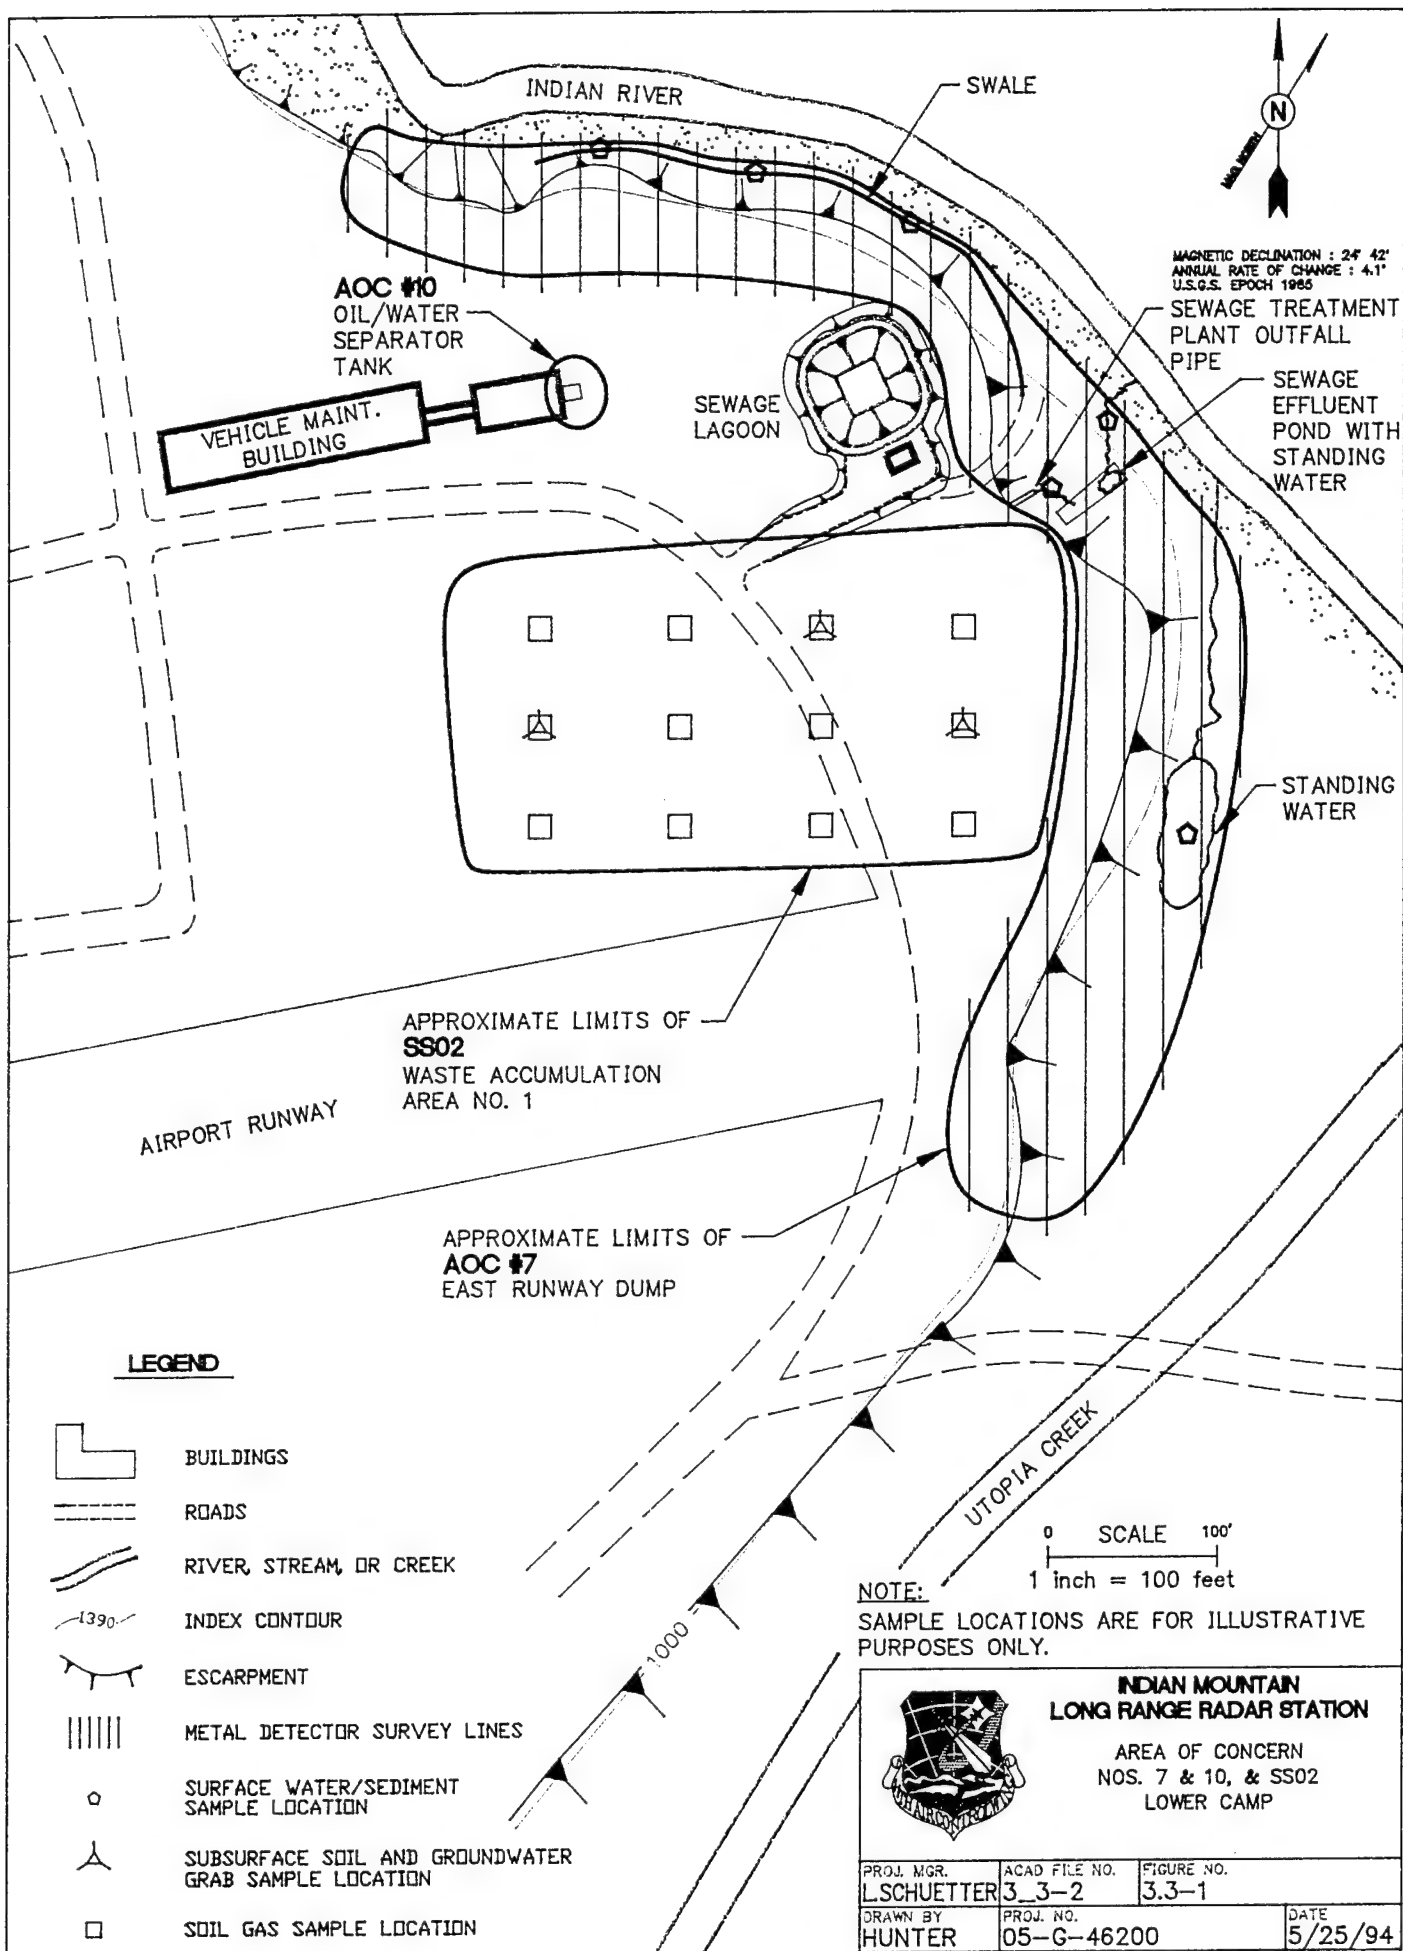 INDIAN RIVER
SWALE
N
MAG NORTH
MAGNETIC DECLINATION : 24° 42'
ANNUAL RATE OF CHANGE : 4.1°
U.S.G.S. EPOCH 1985
SEWAGE TREATMENT
PLANT OUTFALL
PIPE
SEWAGE
EFFLUENT
POND WITH
STANDING
WATER
AOC #10
OIL/WATER
SEPARATOR
TANK
VEHICLE MAINT.
BUILDING
SEWAGE
LAGOON
STANDING
WATER
APPROXIMATE LIMITS OF
SS02
WASTE ACCUMULATION
AREA NO. 1
AIRPORT RUNWAY
APPROXIMATE LIMITS OF
AOC #7
EAST RUNWAY DUMP
UTOPIA CREEK
1000
LEGEND
BUILDINGS
ROADS
RIVER, STREAM, OR CREEK
1390
INDEX CONTOUR
ESCARPMENT
METAL DETECTOR SURVEY LINES
SURFACE WATER/SEDIMENT
SAMPLE LOCATION
SUBSURFACE SOIL AND GROUNDWATER
GRAB SAMPLE LOCATION
SOIL GAS SAMPLE LOCATION
0 SCALE 100'
1 inch = 100 feet
NOTE:
SAMPLE LOCATIONS ARE FOR ILLUSTRATIVE
PURPOSES ONLY.
INDIAN MOUNTAIN
LONG RANGE RADAR STATION
AREA OF CONCERN
NOS. 7 & 10, & SS02
LOWER CAMP
PROJ. MGR.
L.SCHUETTER
ACAD FILE NO.
3_3-2
FIGURE NO.
3.3-1
DRAWN BY
HUNTER
PROJ. NO.
05-G-46200
DATE
5/25/94